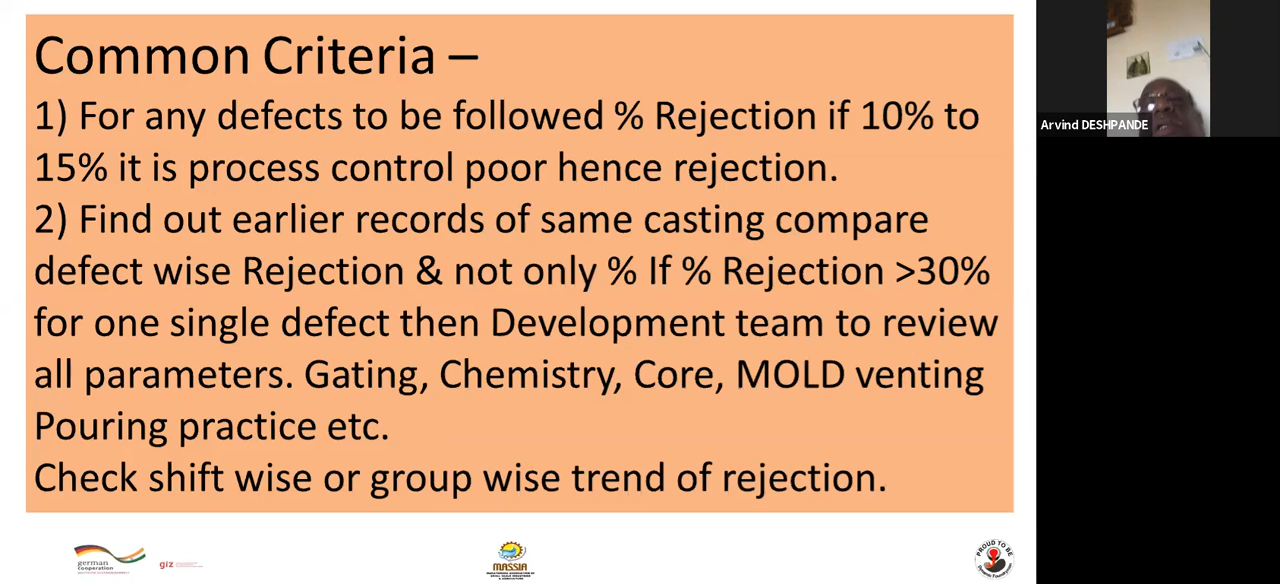 Common Criteria –
1) For any defects to be followed % Rejection if 10% to
15% it is process control poor hence rejection.
2) Find out earlier records of same casting compare
defect wise Rejection & not only % If % Rejection >30%
for one single defect then Development team to review
all parameters. Gating, Chemistry, Core, MOLD venting
Pouring practice etc.
Check shift wise or group wise trend of rejection.
Arvind DESHPANDE
german
cooperation
giz
MASSIA
PROUD TO BE